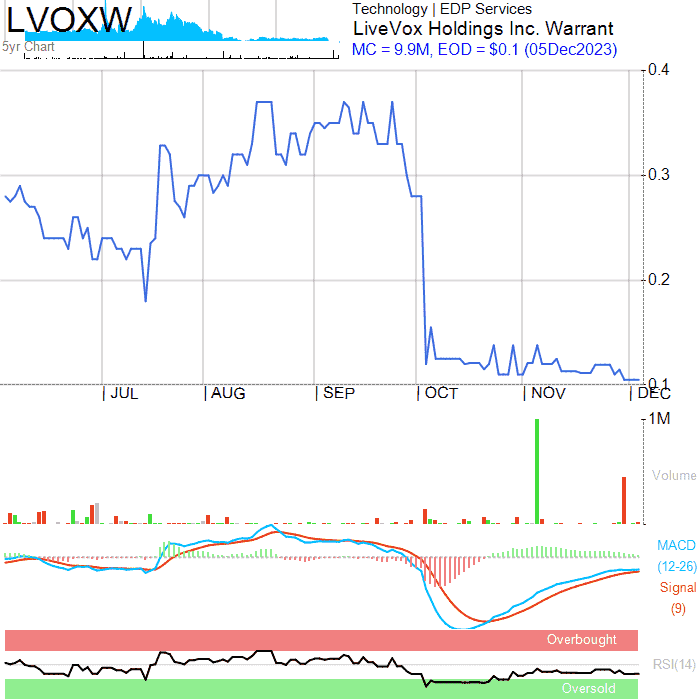 LVOXW
5yr Chart
Technology | EDP Services
LiveVox Holdings Inc. Warrant
MC = 9.9M, EOD = $0.1 (05Dec2023)
0.4
0.3
0.2
0.1
JUL AUG SEP OCT NOV DEC
1M
Volume
MACD
(12-26)
Signal
(9)
Overbought
RSI(14)
Oversold